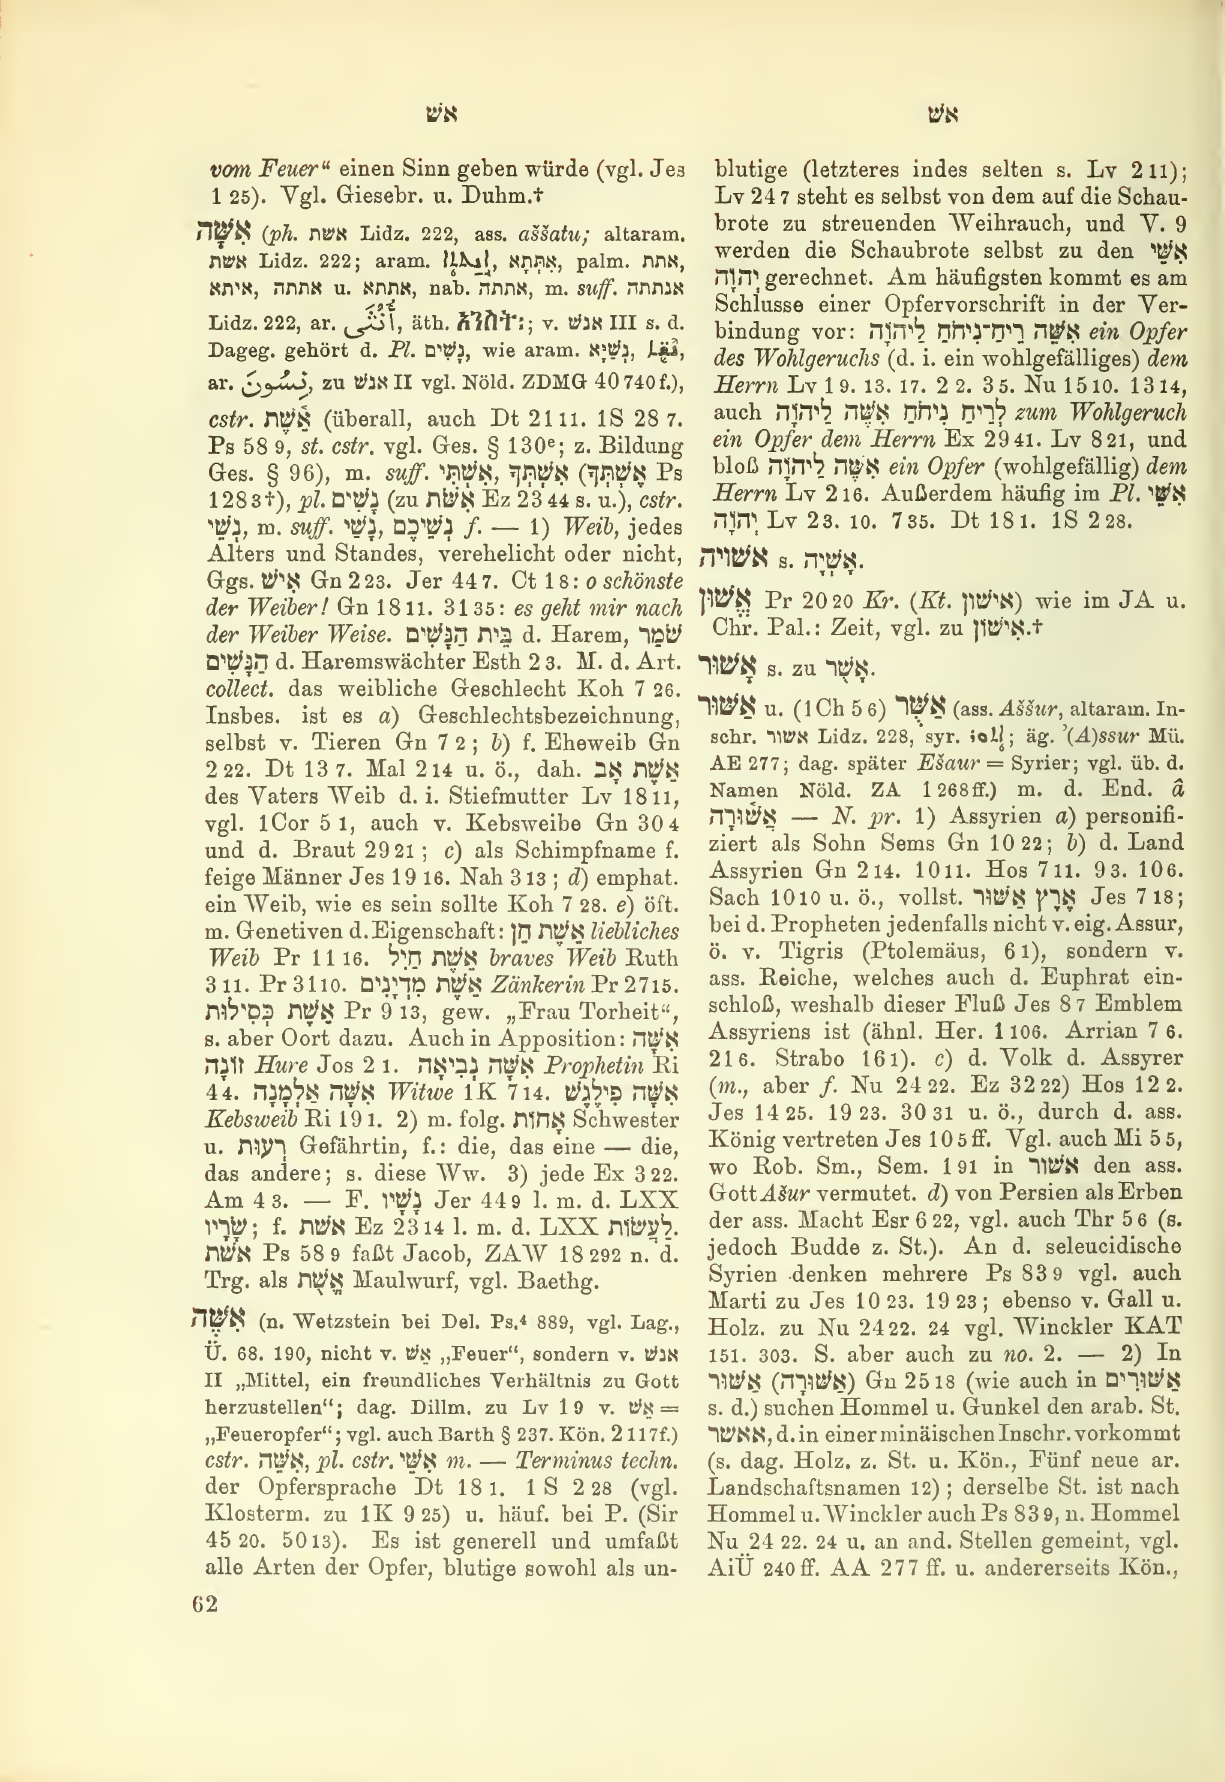 אשׁ
אשׁ
vom Feuer“ einen Sinn geben würde (vgl. Jes
1 25). Vgl. Giesebr. u. Duhm.†
אִשָּׁה (ph. אשת Lidz. 222, ass. aššatu; altaram.
אשת Lidz. 222; aram. אִתְּתָא, palm. אתת,
איתא, אתתה u. אתתא, nab. אתתה, m. suff. אנתתה
Lidz. 222, ar. أُنْثَى, äth. አንስት፡; v. אנשׁ III s. d.
Dageg. gehört d. Pl. נָשִׁים, wie aram. נְשַׁיָּא,
ar. نِسُونَ, zu אנשׁ II vgl. Nöld. ZDMG 40 740 f.),
cstr. אֵ֫שֶׁת (überall, auch Dt 21 11. 1S 28 7.
Ps 58 9, st. cstr. vgl. Ges. § 130ᵉ; z. Bildung
Ges. § 96), m. suff. אִשְׁתִּי, אִשְׁתְּךָ (אֶשְׁתְּךָ Ps
128 3†), pl. נָשִׁים (zu אִשֹּׁת Ez 23 44 s. u.), cstr.
נְשֵׁי, m. suff. נָשַׁי, נְשֵׁיכֶם f. — 1) Weib, jedes
Alters und Standes, verehelicht oder nicht,
Ggs. אִישׁ Gn 2 23. Jer 44 7. Ct 1 8: o schönste
der Weiber! Gn 18 11. 31 35: es geht mir nach
der Weiber Weise. בֵּית הַנָּשִׁים d. Harem, שֹׁמֵר
הַנָּשִׁים d. Haremswächter Esth 2 3. M. d. Art.
collect. das weibliche Geschlecht Koh 7 26.
Insbes. ist es a) Geschlechtsbezeichnung,
selbst v. Tieren Gn 7 2; b) f. Eheweib Gn
2 22. Dt 13 7. Mal 2 14 u. ö., dah. אֵשֶׁת אָב
des Vaters Weib d. i. Stiefmutter Lv 18 11,
vgl. 1Cor 5 1, auch v. Kebsweibe Gn 30 4
und d. Braut 29 21; c) als Schimpfname f.
feige Männer Jes 19 16. Nah 3 13; d) emphat.
ein Weib, wie es sein sollte Koh 7 28. e) öft.
m. Genetiven d. Eigenschaft: אֵשֶׁת חֵן liebliches
Weib Pr 11 16. אֵשֶׁת חַיִל braves Weib Ruth
3 11. Pr 31 10. אֵשֶׁת מִדְיָנִים Zänkerin Pr 27 15.
אֵשֶׁת כְּסִילוּת Pr 9 13, gew. „Frau Torheit“,
s. aber Oort dazu. Auch in Apposition: אִשָּׁה
זוֹנָה Hure Jos 2 1. אִשָּׁה נְבִיאָה Prophetin Ri
4 4. אִשָּׁה אַלְמָנָה Witwe 1K 7 14. אִשָּׁה פִילֶגֶשׁ
Kebsweib Ri 19 1. 2) m. folg. אָחוֹת Schwester
u. רְעוּת Gefährtin, f.: die, das eine — die,
das andere; s. diese Ww. 3) jede Ex 3 22.
Am 4 3. — F. נָשָׁיו Jer 44 9 l. m. d. LXX
שָׂרָיו; f. אשׁת Ez 23 14 l. m. d. LXX לַעֲשׂוֹת.
אשׁת Ps 58 9 faßt Jacob, ZAW 18 292 n. d.
Trg. als אֵשֶׁת Maulwurf, vgl. Baethg.
אִשֶּׁה (n. Wetzstein bei Del. Ps.⁴ 889, vgl. Lag.,
Ü. 68. 190, nicht v. אֵשׁ „Feuer“, sondern v. אנשׁ
II „Mittel, ein freundliches Verhältnis zu Gott
herzustellen“; dag. Dillm. zu Lv 1 9 v. אֵשׁ =
„Feueropfer“; vgl. auch Barth § 237. Kön. 2 117 f.)
cstr. אִשֵּׁה, pl. cstr. אִשֵּׁי m. — Terminus techn.
der Opfersprache Dt 18 1. 1 S 2 28 (vgl.
Klosterm. zu 1K 9 25) u. häuf. bei P. (Sir
45 20. 50 13). Es ist generell und umfaßt
alle Arten der Opfer, blutige sowohl als un-
62
blutige (letzteres indes selten s. Lv 2 11);
Lv 24 7 steht es selbst von dem auf die Schau-
brote zu streuenden Weihrauch, und V. 9
werden die Schaubrote selbst zu den אִשֵּׁי
יְהוָֹה gerechnet. Am häufigsten kommt es am
Schlusse einer Opfervorschrift in der Ver-
bindung vor: אִשֵּׁה רֵיחַ־נִיחֹחַ לַיהוָֹה ein Opfer
des Wohlgeruchs (d. i. ein wohlgefälliges) dem
Herrn Lv 1 9. 13. 17. 2 2. 3 5. Nu 15 10. 13 14,
auch לְרֵיחַ נִיחֹחַ אִשֶּׁה לַיהוָֹה zum Wohlgeruch
ein Opfer dem Herrn Ex 29 41. Lv 8 21, und
bloß אִשֶּׁה לַיהוָֹה ein Opfer (wohlgefällig) dem
Herrn Lv 2 16. Außerdem häufig im Pl. אִשֵּׁי
יְהוָֹה Lv 2 3. 10. 7 35. Dt 18 1. 1S 2 28.
אשׁויה s. אָשְׁיָה.
אֱשׁוּן Pr 20 20 Kr. (Kt. אישׁון) wie im JA u.
Chr. Pal.: Zeit, vgl. zu אִישׁוֹן.†
אָשׁוּר s. zu אָשֻׁר.
אַשּׁוּר u. (1Ch 5 6) אַשֻּׁר (ass. Aššur, altaram. In-
schr. אשור Lidz. 228, syr. ; äg. ʾ(A)ssur Mü.
AE 277; dag. später Ešaur = Syrier; vgl. üb. d.
Namen Nöld. ZA 1 268 ff.) m. d. End. â
אַשּׁ֫וּרָה — N. pr. 1) Assyrien a) personifi-
ziert als Sohn Sems Gn 10 22; b) d. Land
Assyrien Gn 2 14. 10 11. Hos 7 11. 9 3. 10 6.
Sach 10 10 u. ö., vollst. אֶרֶץ אַשּׁוּר Jes 7 18;
bei d. Propheten jedenfalls nicht v. eig. Assur,
ö. v. Tigris (Ptolemäus, 6 1), sondern v.
ass. Reiche, welches auch d. Euphrat ein-
schloß, weshalb dieser Fluß Jes 8 7 Emblem
Assyriens ist (ähnl. Her. 1 106. Arrian 7 6.
21 6. Strabo 16 1). c) d. Volk d. Assyrer
(m., aber f. Nu 24 22. Ez 32 22) Hos 12 2.
Jes 14 25. 19 23. 30 31 u. ö., durch d. ass.
König vertreten Jes 10 5 ff. Vgl. auch Mi 5 5,
wo Rob. Sm., Sem. 1 91 in אשׁור den ass.
Gott Ašur vermutet. d) von Persien als Erben
der ass. Macht Esr 6 22, vgl. auch Thr 5 6 (s.
jedoch Budde z. St.). An d. seleucidische
Syrien denken mehrere Ps 83 9 vgl. auch
Marti zu Jes 10 23. 19 23; ebenso v. Gall u.
Holz. zu Nu 24 22. 24 vgl. Winckler KAT
151. 303. S. aber auch zu no. 2. — 2) In
אַשּׁוּר (אַשּׁוּרָה) Gn 25 18 (wie auch in אַשּׁוּרִים
s. d.) suchen Hommel u. Gunkel den arab. St.
אאשר, d. in einer minäischen Inschr. vorkommt
(s. dag. Holz. z. St. u. Kön., Fünf neue ar.
Landschaftsnamen 12); derselbe St. ist nach
Hommel u. Winckler auch Ps 83 9, n. Hommel
Nu 24 22. 24 u. an and. Stellen gemeint, vgl.
AiÜ 240 ff. AA 277 ff. u. andererseits Kön.,